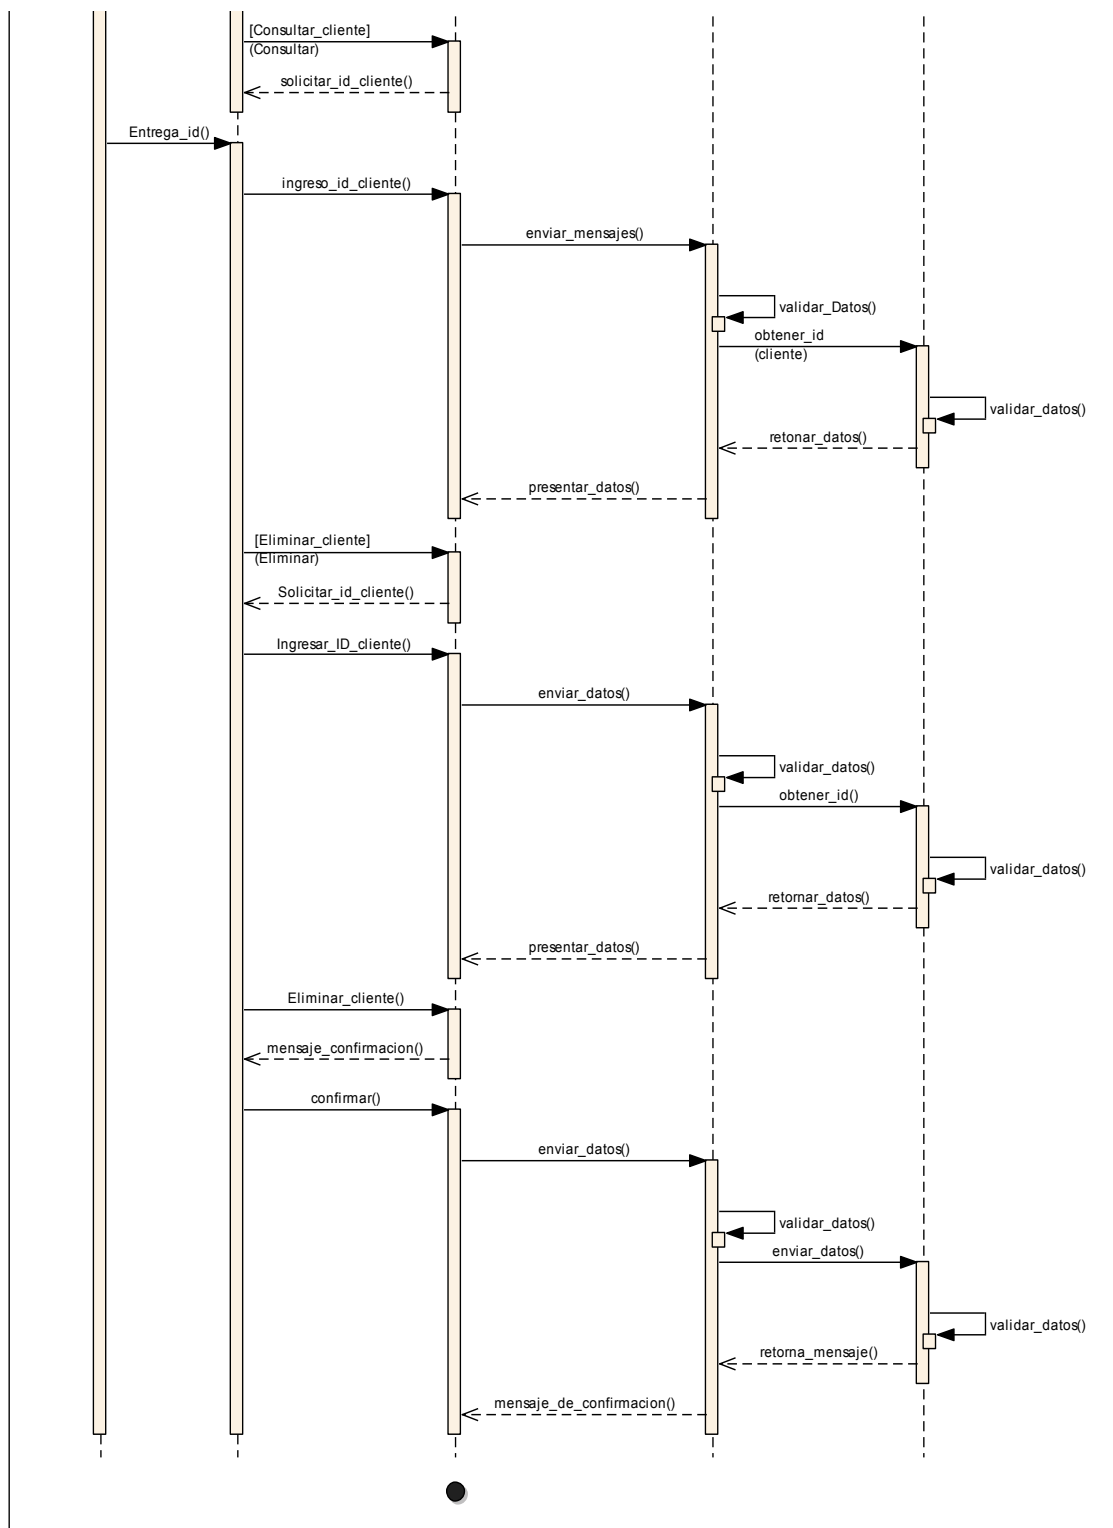 [Consultar_cliente]
(Consultar)
solicitar_id_cliente()
Entrega_id()
ingreso_id_cliente()
enviar_mensajes()
validar_Datos()
obtener_id
(cliente)
validar_datos()
retonar_datos()
presentar_datos()
[Eliminar_cliente]
(Eliminar)
Solicitar_id_cliente()
Ingresar_ID_cliente()
enviar_datos()
validar_datos()
obtener_id()
validar_datos()
retornar_datos()
presentar_datos()
Eliminar_cliente()
mensaje_confirmacion()
confirmar()
enviar_datos()
validar_datos()
enviar_datos()
validar_datos()
retorna_mensaje()
mensaje_de_confirmacion()